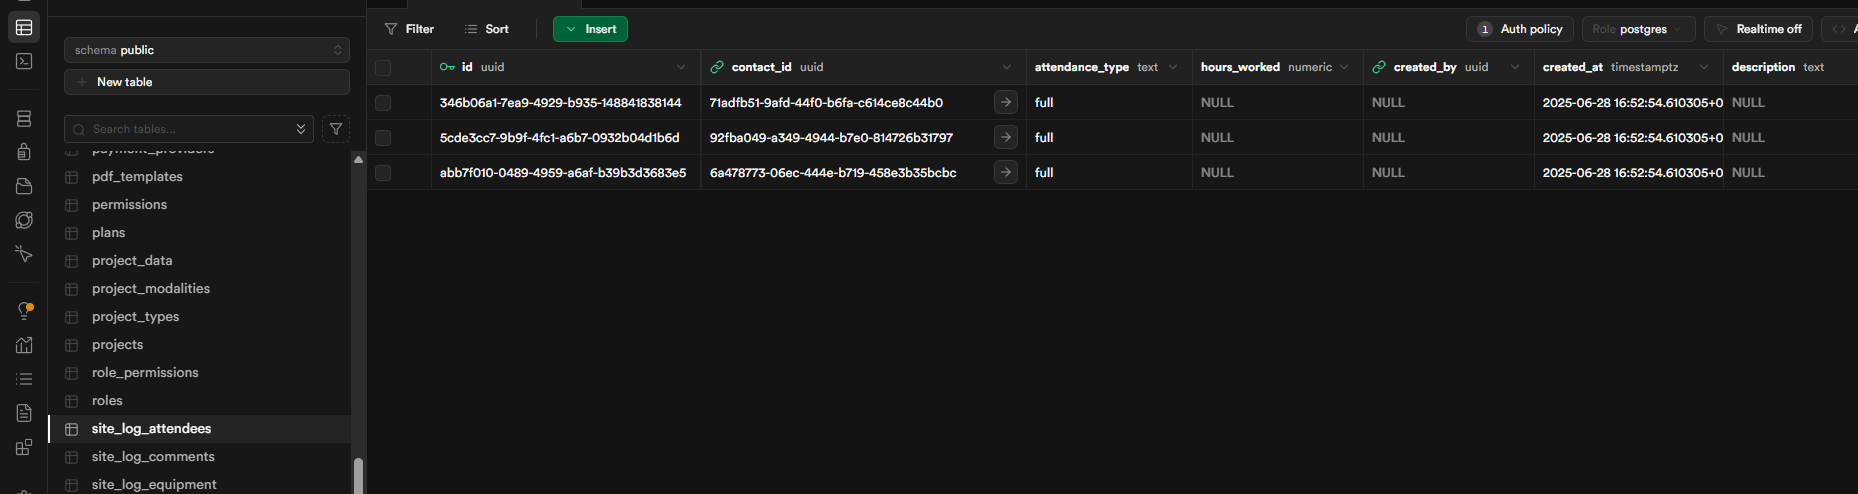 schema public
New table
Search tables...
payment_providers
pdf_templates
permissions
plans
project_data
project_modalities
project_types
projects
role_permissions
roles
site_log_attendees
site_log_comments
site_log_equipment
Filter
Sort
Insert
1 Auth policy
Role postgres
Realtime off
id uuid
contact_id uuid
attendance_type text
hours_worked numeric
created_by uuid
created_at timestamptz
description text
346b06a1-7ea9-4929-b935-148841838144 71adfb51-9afd-44f0-b6fa-c614ce8c44b0 full NULL NULL 2025-06-28 16:52:54.610305+0 NULL
5cde3cc7-9b9f-4fc1-a6b7-0932b04d1b6d 92fba049-a349-4944-b7e0-814726b31797 full NULL NULL 2025-06-28 16:52:54.610305+0 NULL
abb7f010-0489-4959-a6af-b39b3d3683e5 6a478773-06ec-444e-b719-458e3b35bcbc full NULL NULL 2025-06-28 16:52:54.610305+0 NULL